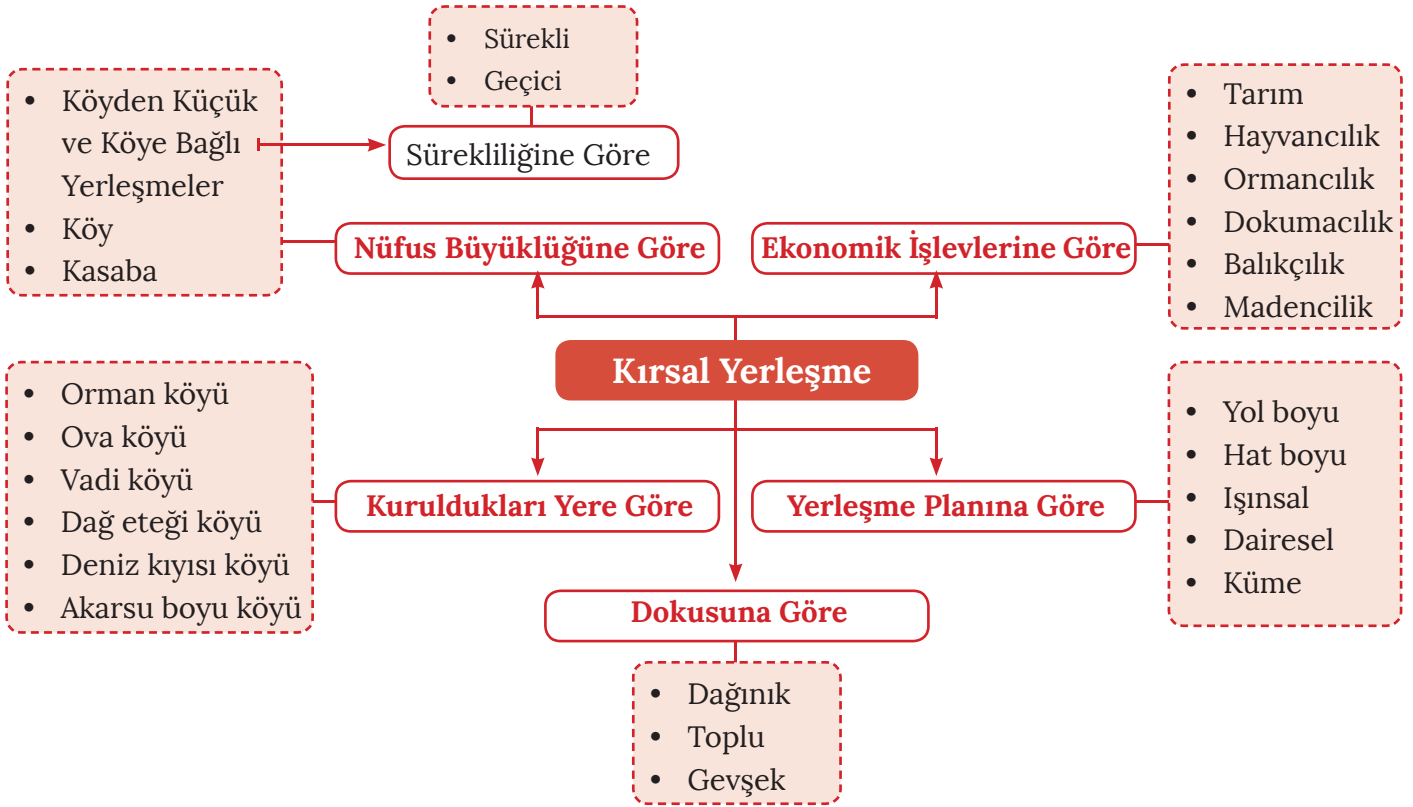 • Sürekli
• Geçici
• Köyden Küçük
ve Köye Bağlı
Yerleşmeler
• Köy
• Kasaba
Sürekliliğine Göre
• Tarım
• Hayvancılık
• Ormancılık
• Dokumacılık
• Balıkçılık
• Madencilik
Nüfus Büyüklüğüne Göre
Ekonomik İşlevlerine Göre
Kırsal Yerleşme
• Orman köyü
• Ova köyü
• Vadi köyü
• Dağ eteği köyü
• Deniz kıyısı köyü
• Akarsu boyu köyü
Kuruldukları Yere Göre
Yerleşme Planına Göre
• Yol boyu
• Hat boyu
• Işınsal
• Dairesel
• Küme
Dokusuna Göre
• Dağınık
• Toplu
• Gevşek